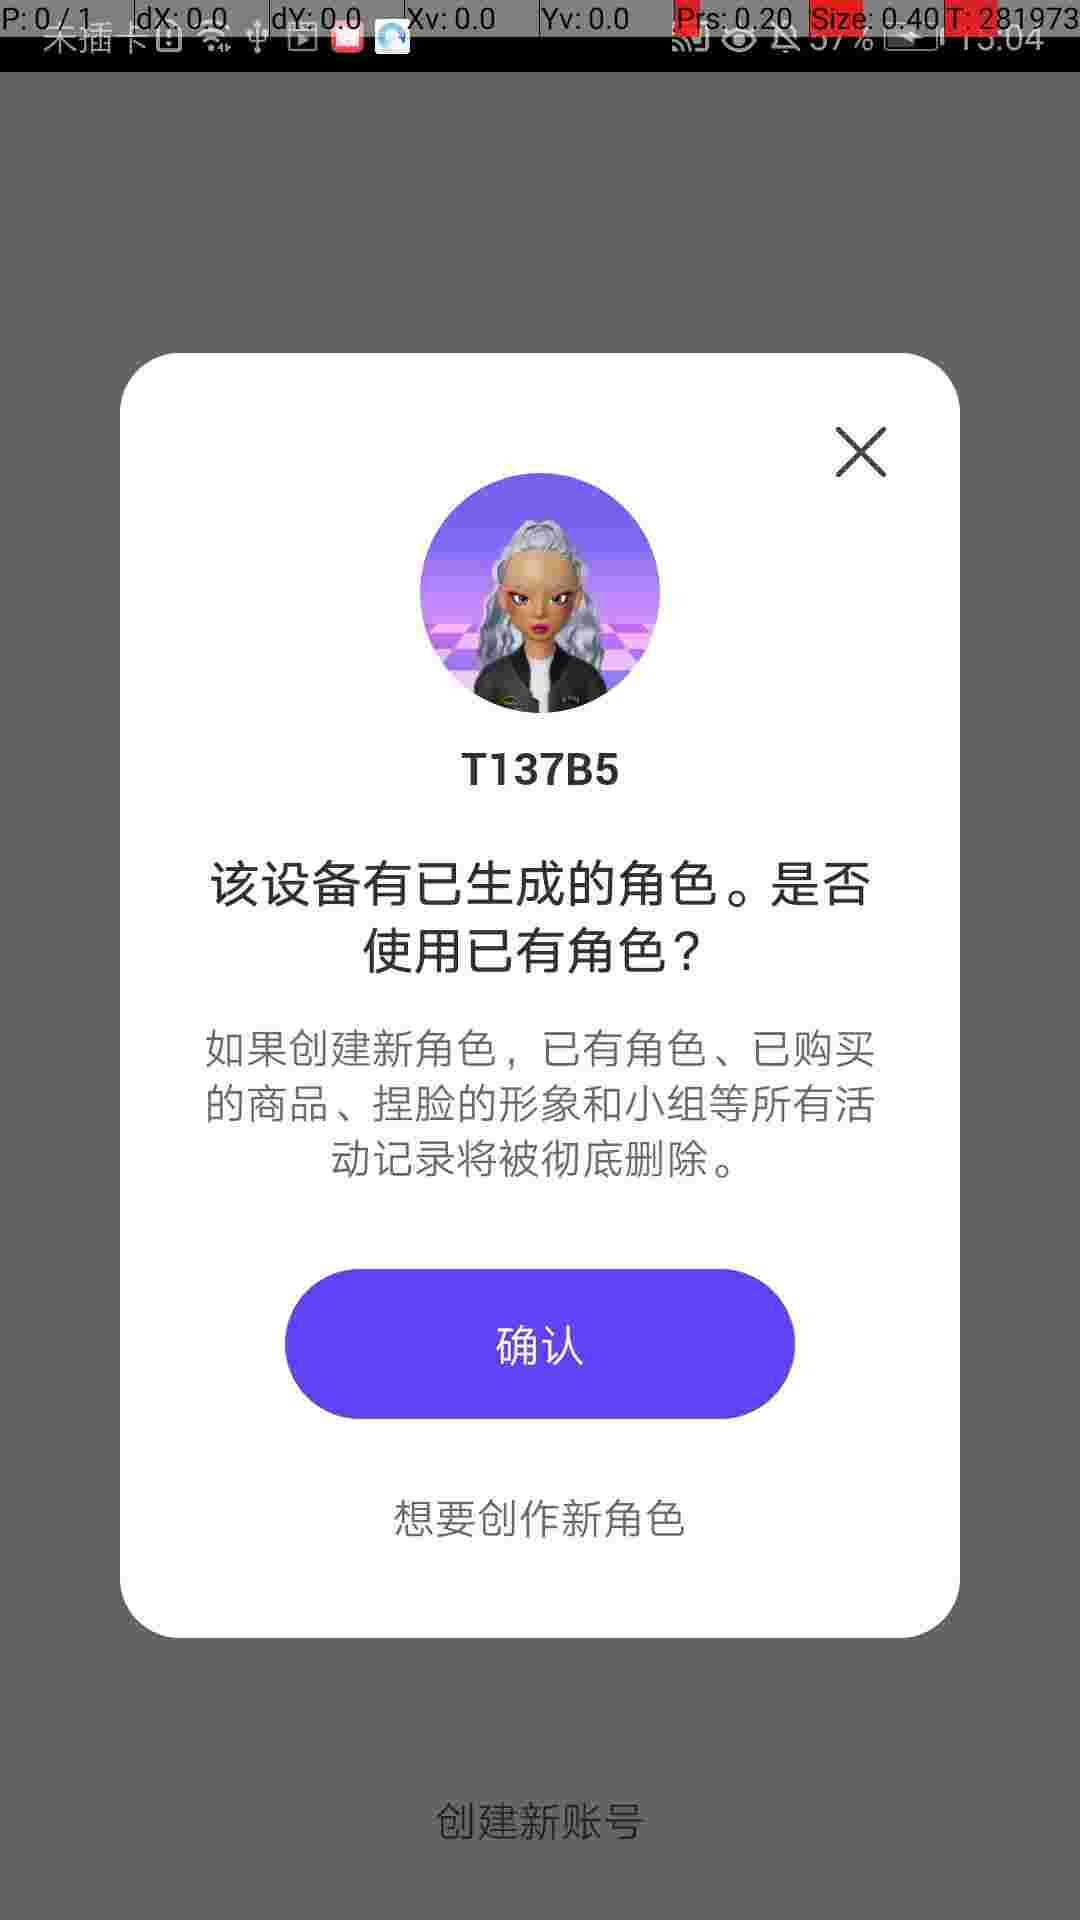 P: 0 / 1 dX: 0.0 dY: 0.0 Xv: 0.0 Yv: 0.0 Prs: 0.20 Size: 0.40 T: 281973
未插卡 57% 15:04
T137B5
该设备有已生成的角色。是否
使用已有角色？
如果创建新角色，已有角色、已购买
的商品、捏脸的形象和小组等所有活
动记录将被彻底删除。
确认
想要创作新角色
创建新账号